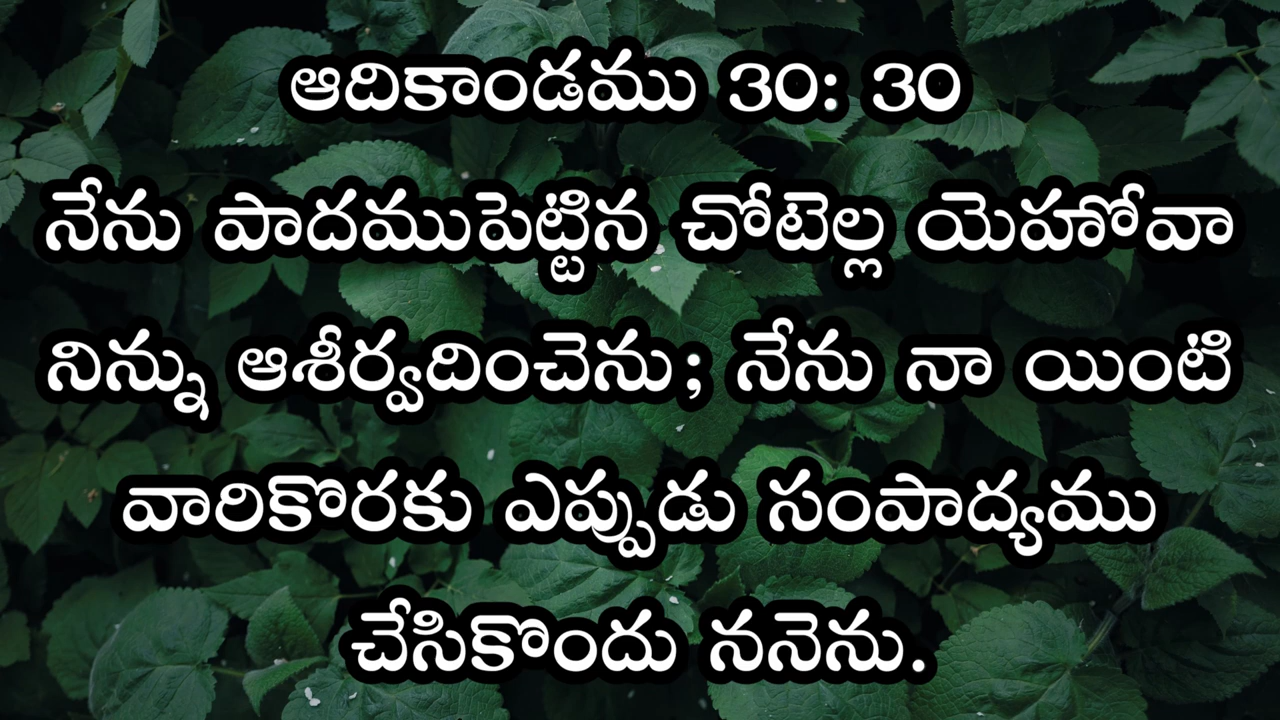 ఆదికాండము 30: 30
నేను పాదముపెట్టిన చోటెల్ల యెహోవా
నిన్ను ఆశీర్వదించెను; నేను నా యింటి
వారికొరకు ఎప్పుడు సంపాద్యము
చేసికొందు ననెను.